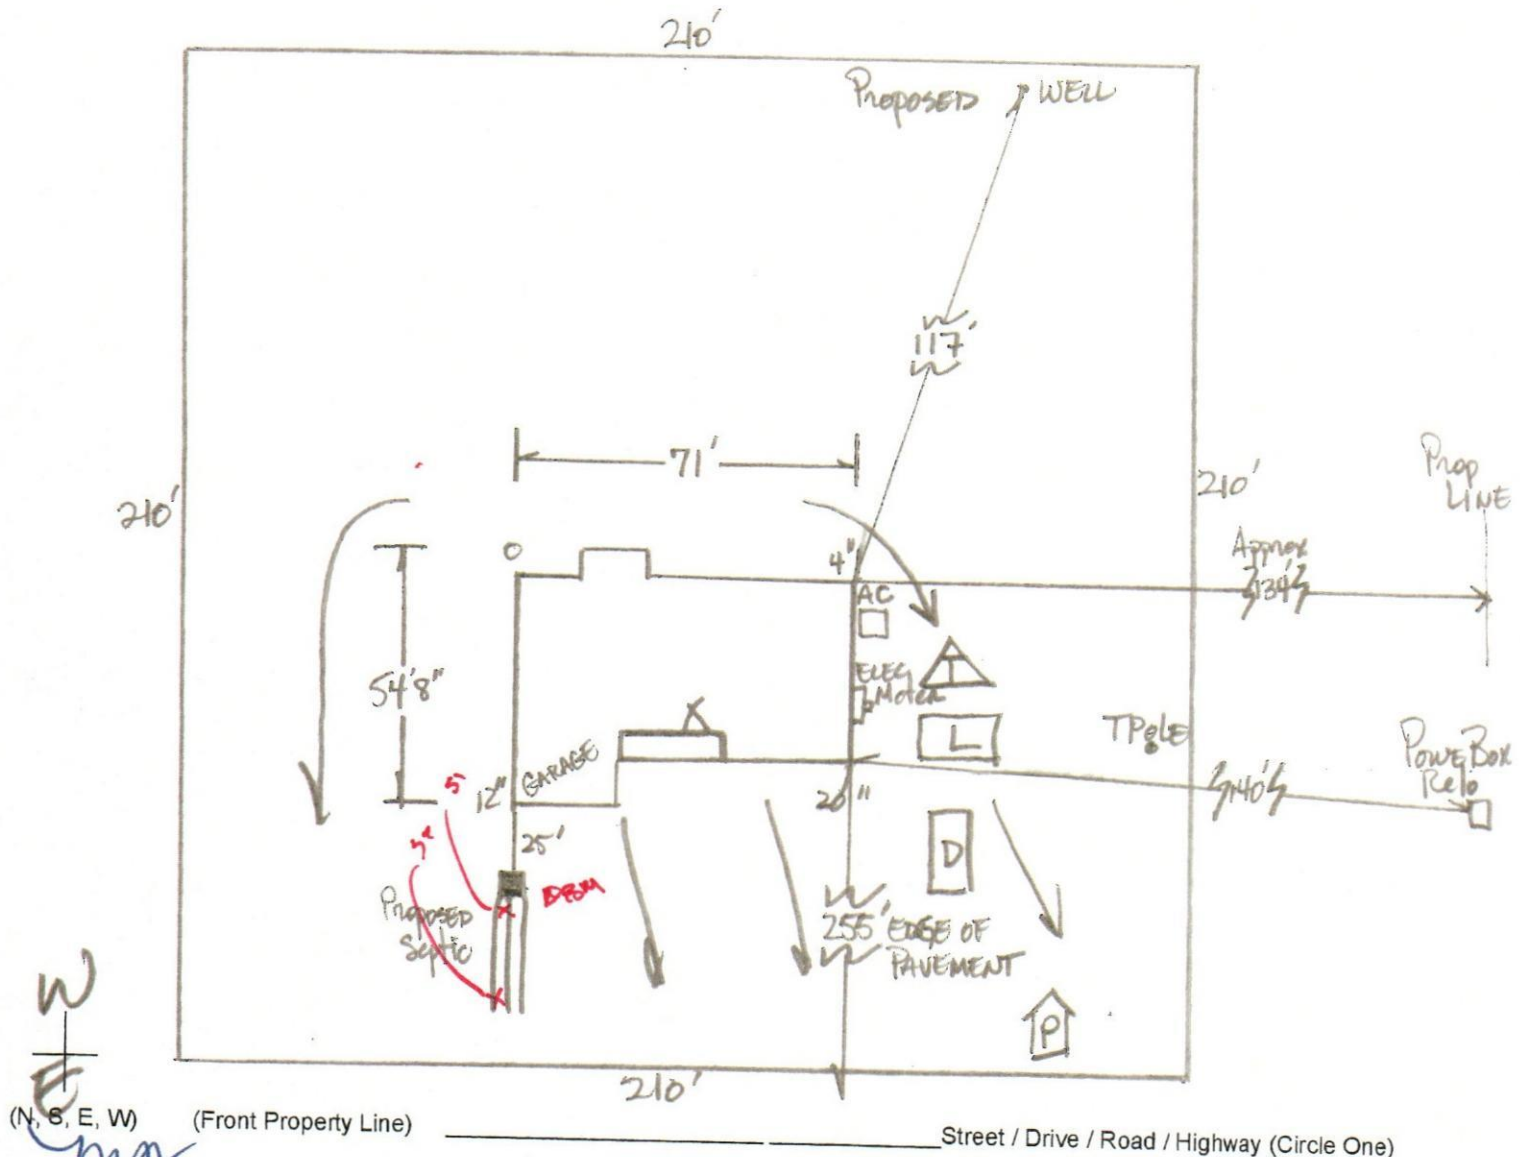 210'
Proposed WELL
117'
71'
210'
210'
Prop
LINE
Approx
134'
O
4"
AC
54'8"
ELEC
Meter
T
L
TPole
Power Box
Relo
X
GARAGE
5"
12"
20"
140'
25'
3"
D
Proposed
Septic
255' EDGE OF
PAVEMENT
W
P
E
210'
(N, S, E, W) (Front Property Line) Street / Drive / Road / Highway (Circle One)